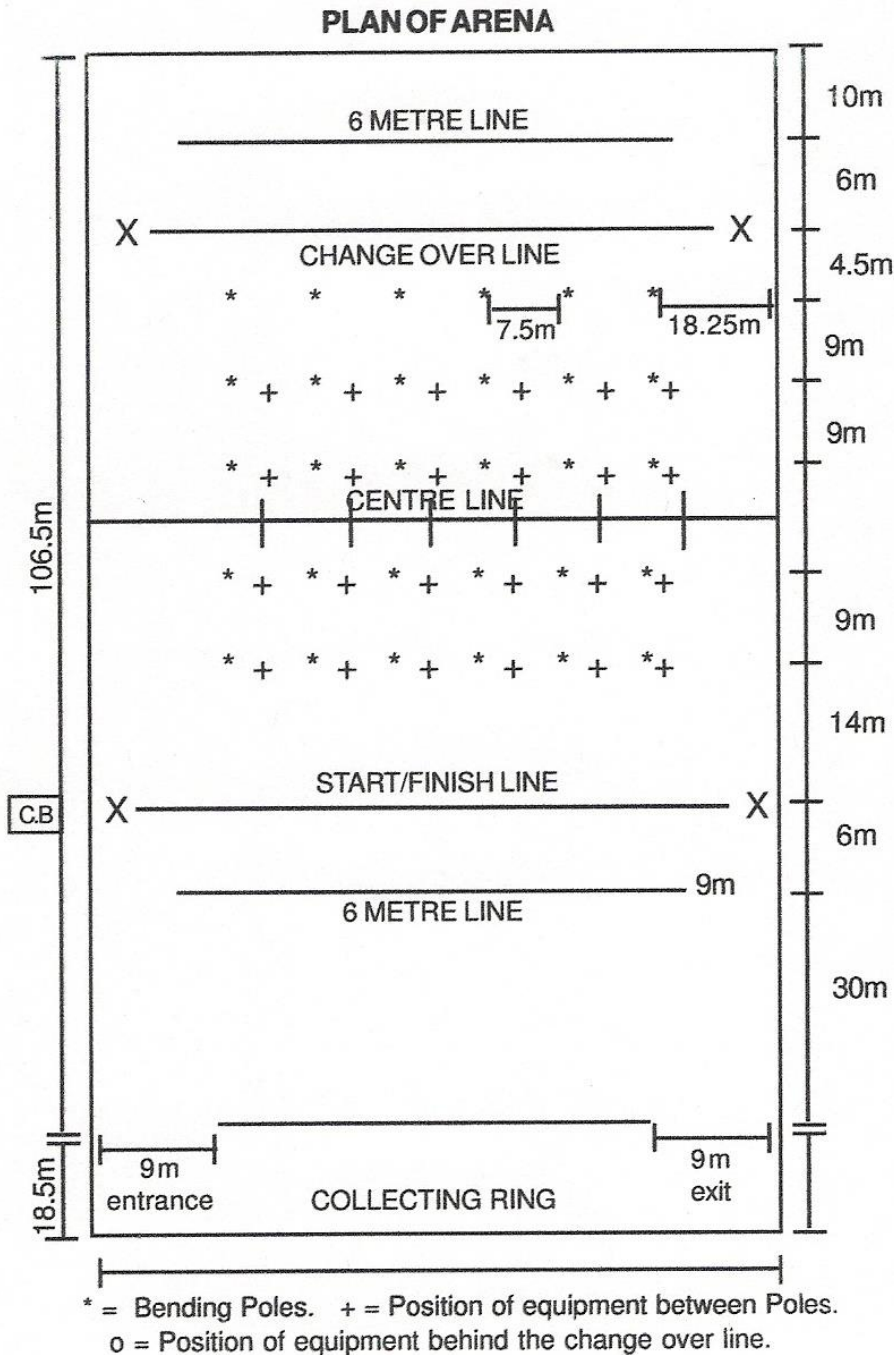 PLAN OF ARENA
10m
6 METRE LINE
6m
X X
CHANGE OVER LINE
4.5m
* * * * * *
7.5m 18.25m
9m
* + * + * + * + * + * +
9m
* + * + * + * + * + * +
CENTRE LINE
106.5m
* + * + * + * + * + * +
9m
* + * + * + * + * + * +
14m
START/FINISH LINE
C.B X X
6m
9m
6 METRE LINE
30m
18.5m
9m 9m
entrance COLLECTING RING exit
* = Bending Poles. + = Position of equipment between Poles.
o = Position of equipment behind the change over line.